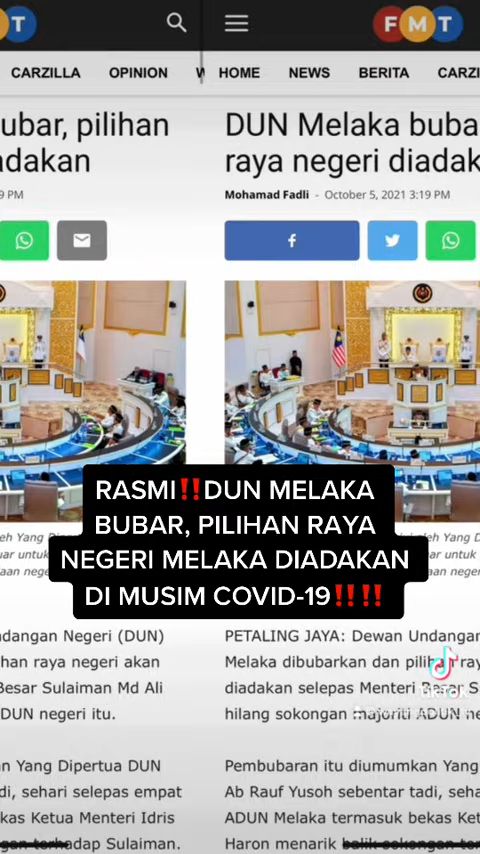 T
FMT
CARZILLA OPINION
HOME NEWS BERITA
ubar, pilihan
adakan
9 PM
DUN Melaka buba
raya negeri diadak
Mohamad Fadli - October 5, 2021 3:19 PM
RASMI‼️DUN MELAKA
BUBAR, PILIHAN RAYA
NEGERI MELAKA DIADAKAN
DI MUSIM COVID-19‼️‼️
ndangan Negeri (DUN)
han raya negeri akan
Besar Sulaiman Md Ali
DUN negeri itu.
an Yang Dipertua DUN
di, sehari selepas empat
kas Ketua Menteri Idris
terhadap Sulaiman.
PETALING JAYA: Dewan Undangan
Melaka dibubarkan dan
diadakan selepas Menteri Besar S
hilang sokongan majoriti ADUN ne
Pembubaran itu diumumkan Yang
Ab Rauf Yusoh sebentar tadi, seha
ADUN Melaka termasuk bekas Ket
Haron menarik balik sokongan
TikTok